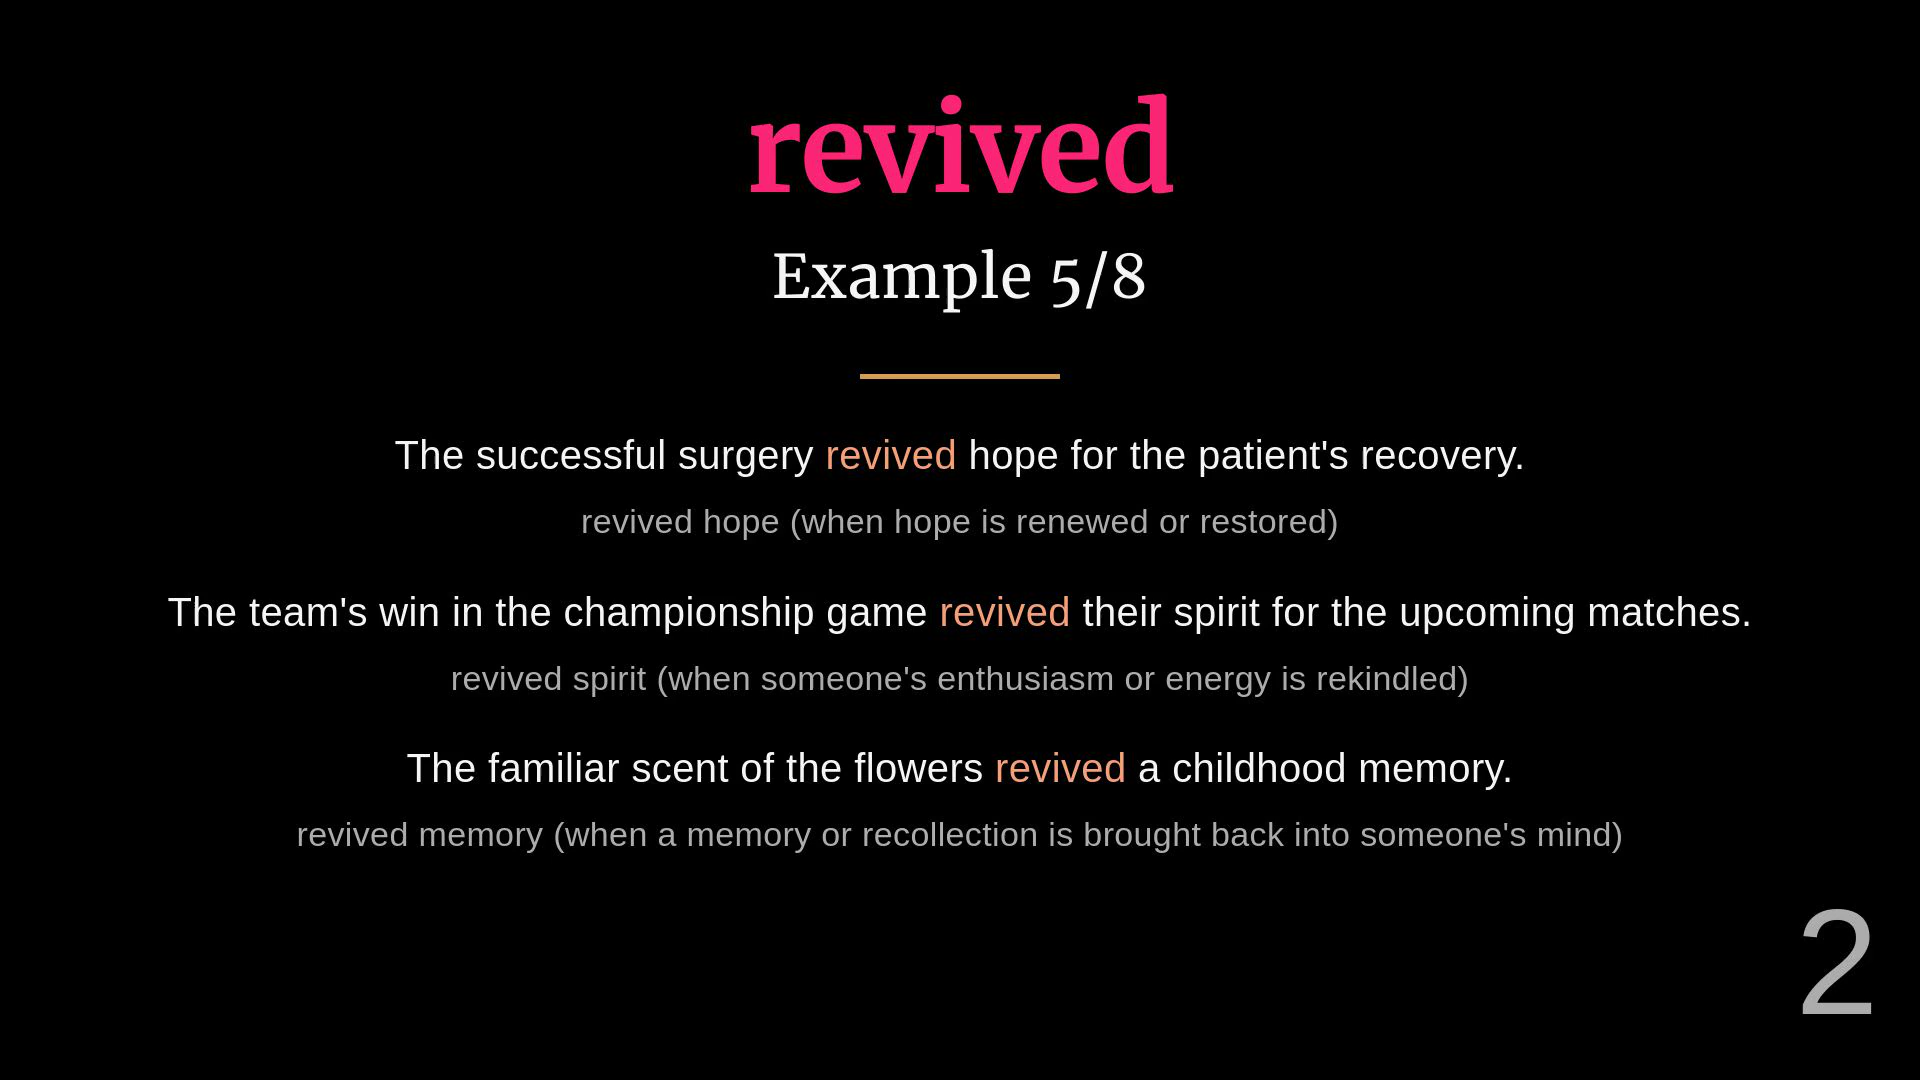 revived
Example 5/8
The successful surgery revived hope for the patient's recovery.
revived hope (when hope is renewed or restored)
The team's win in the championship game revived their spirit for the upcoming matches.
revived spirit (when someone's enthusiasm or energy is rekindled)
The familiar scent of the flowers revived a childhood memory.
revived memory (when a memory or recollection is brought back into someone's mind)
2